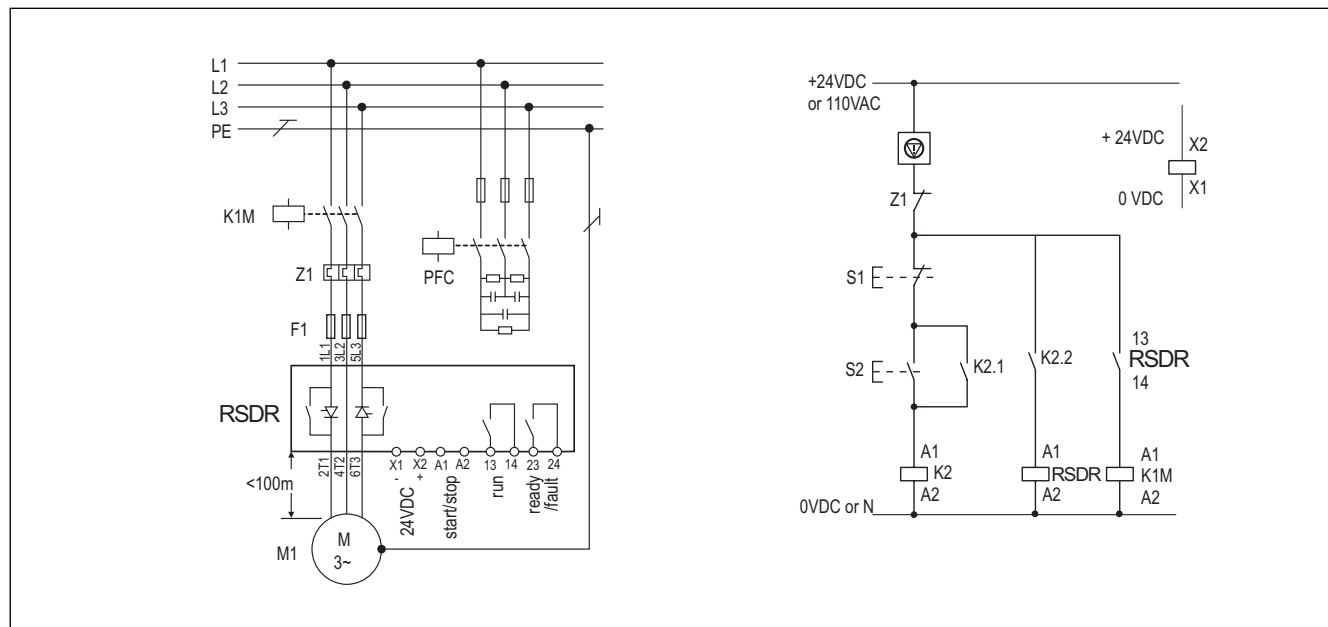 L1
L2
L3
PE
K1M
Z1
PFC
F1
1L1
3L2
5L3
RSDR
2T1
4T2
6T3
X1
X2
A1
A2
13
14
23
24
-
+
<100m
24VDC
start/stop
run
ready
/fault
M1
M
3~
+24VDC
or 110VAC
+ 24VDC
X2
X1
0 VDC
Z1
S1
S2
K2.1
K2.2
13
RSDR
14
A1
K2
A2
A1
RSDR
A2
A1
K1M
A2
0VDC or N